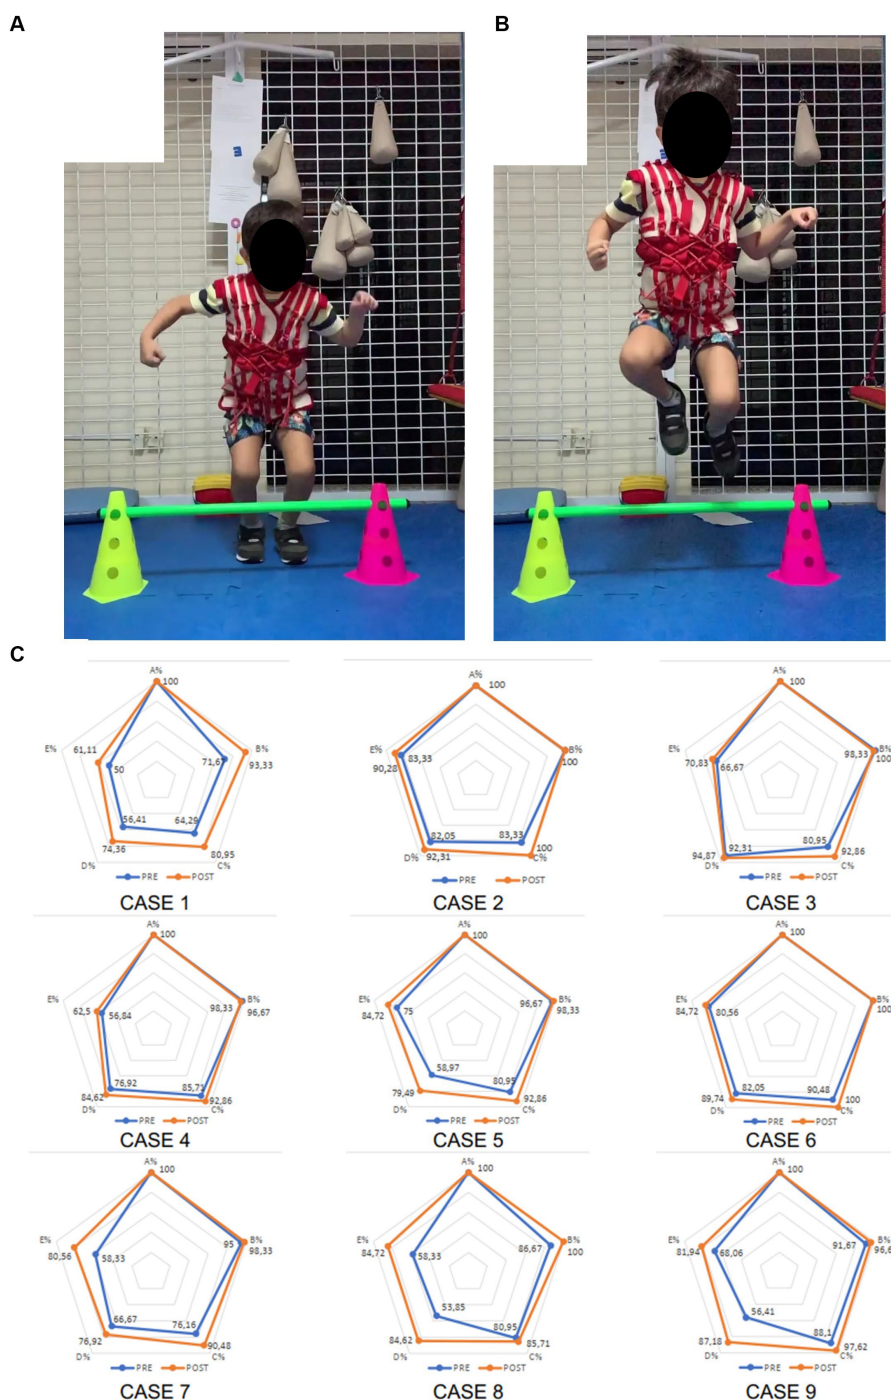 A
B
C
A%
100
E%
61,11
50
71,67
B%
93,33
56,41
64,29
74,36
80,95
D%
C%
PRE POST
CASE 1
A%
100
E%
90,28
83,33
B%
100
82,05
83,33
D%
92,31
100
C%
PRE POST
CASE 2
A%
100
E%
70,83
66,67
98,33
B%
100
92,31
80,95
94,87
92,86
D%
C%
PRE POST
CASE 3
A%
100
E%
62,5
56,84
98,33
B%
96,67
76,92
85,71
84,62
92,86
D%
C%
PRE POST
CASE 4
A%
100
E%
84,72
75
96,67
B%
98,33
58,97
80,95
79,49
92,86
D%
C%
PRE POST
CASE 5
A%
100
E%
84,72
80,56
B%
100
82,05
90,48
89,74
100
D%
C%
PRE POST
CASE 6
A%
100
E%
80,56
58,33
95
B%
98,33
66,67
76,16
76,92
90,48
D%
C%
PRE POST
CASE 7
A%
100
E%
84,72
58,33
86,67
B%
100
53,85
80,95
84,62
85,71
D%
C%
PRE POST
CASE 8
A%
100
E%
81,94
68,06
91,67
B%
56,41
88,1
87,18
97,62
D%
C%
PRE POST
CASE 9